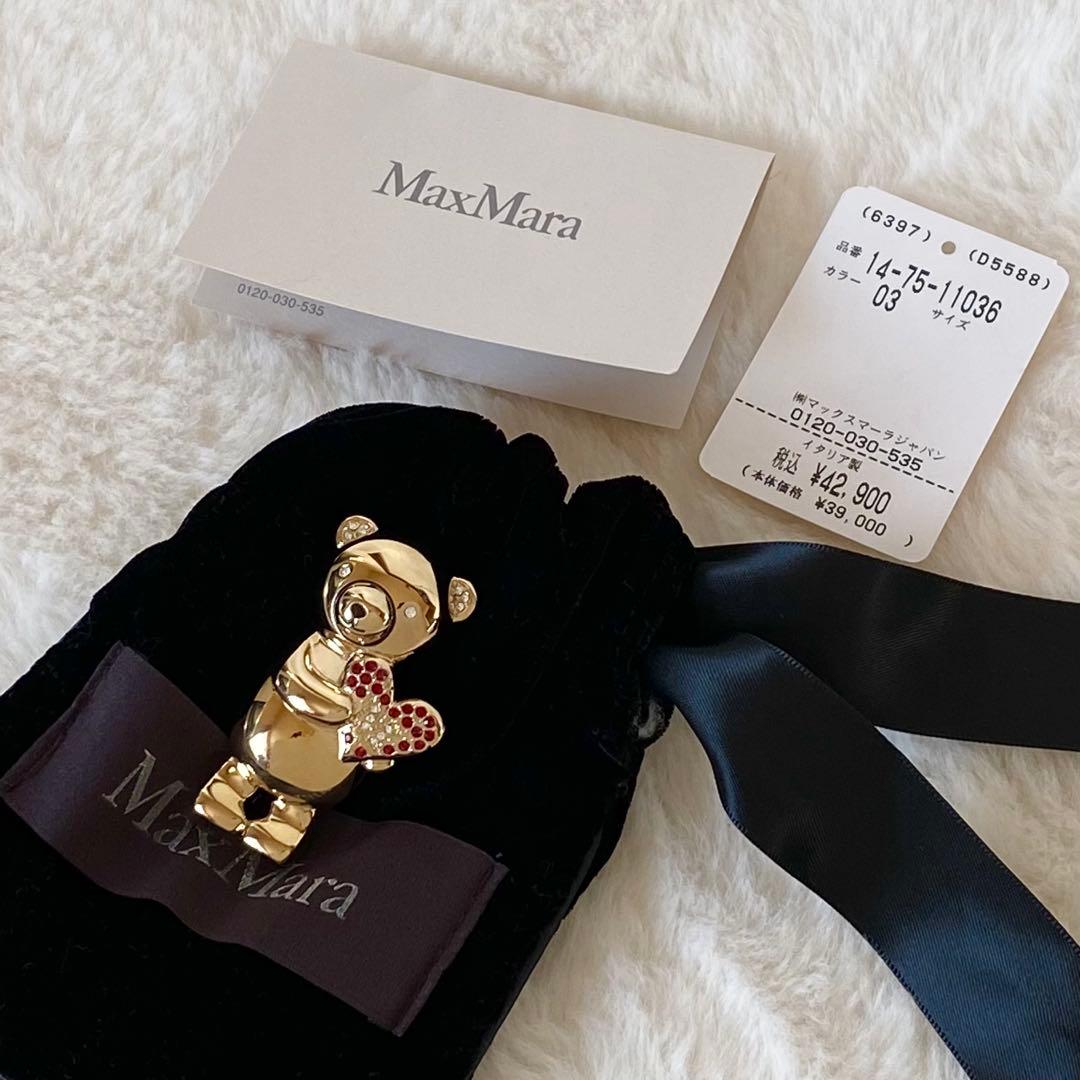 MaxMara
0120-030-535
(6397) (D5588)
品番 14-75-11036
カラー 03 サイズ
㈱マックスマーラジャパン
0120-030-535
イタリア製
税込 ¥42,900
(本体価格 ¥39,000 )
MaxMara